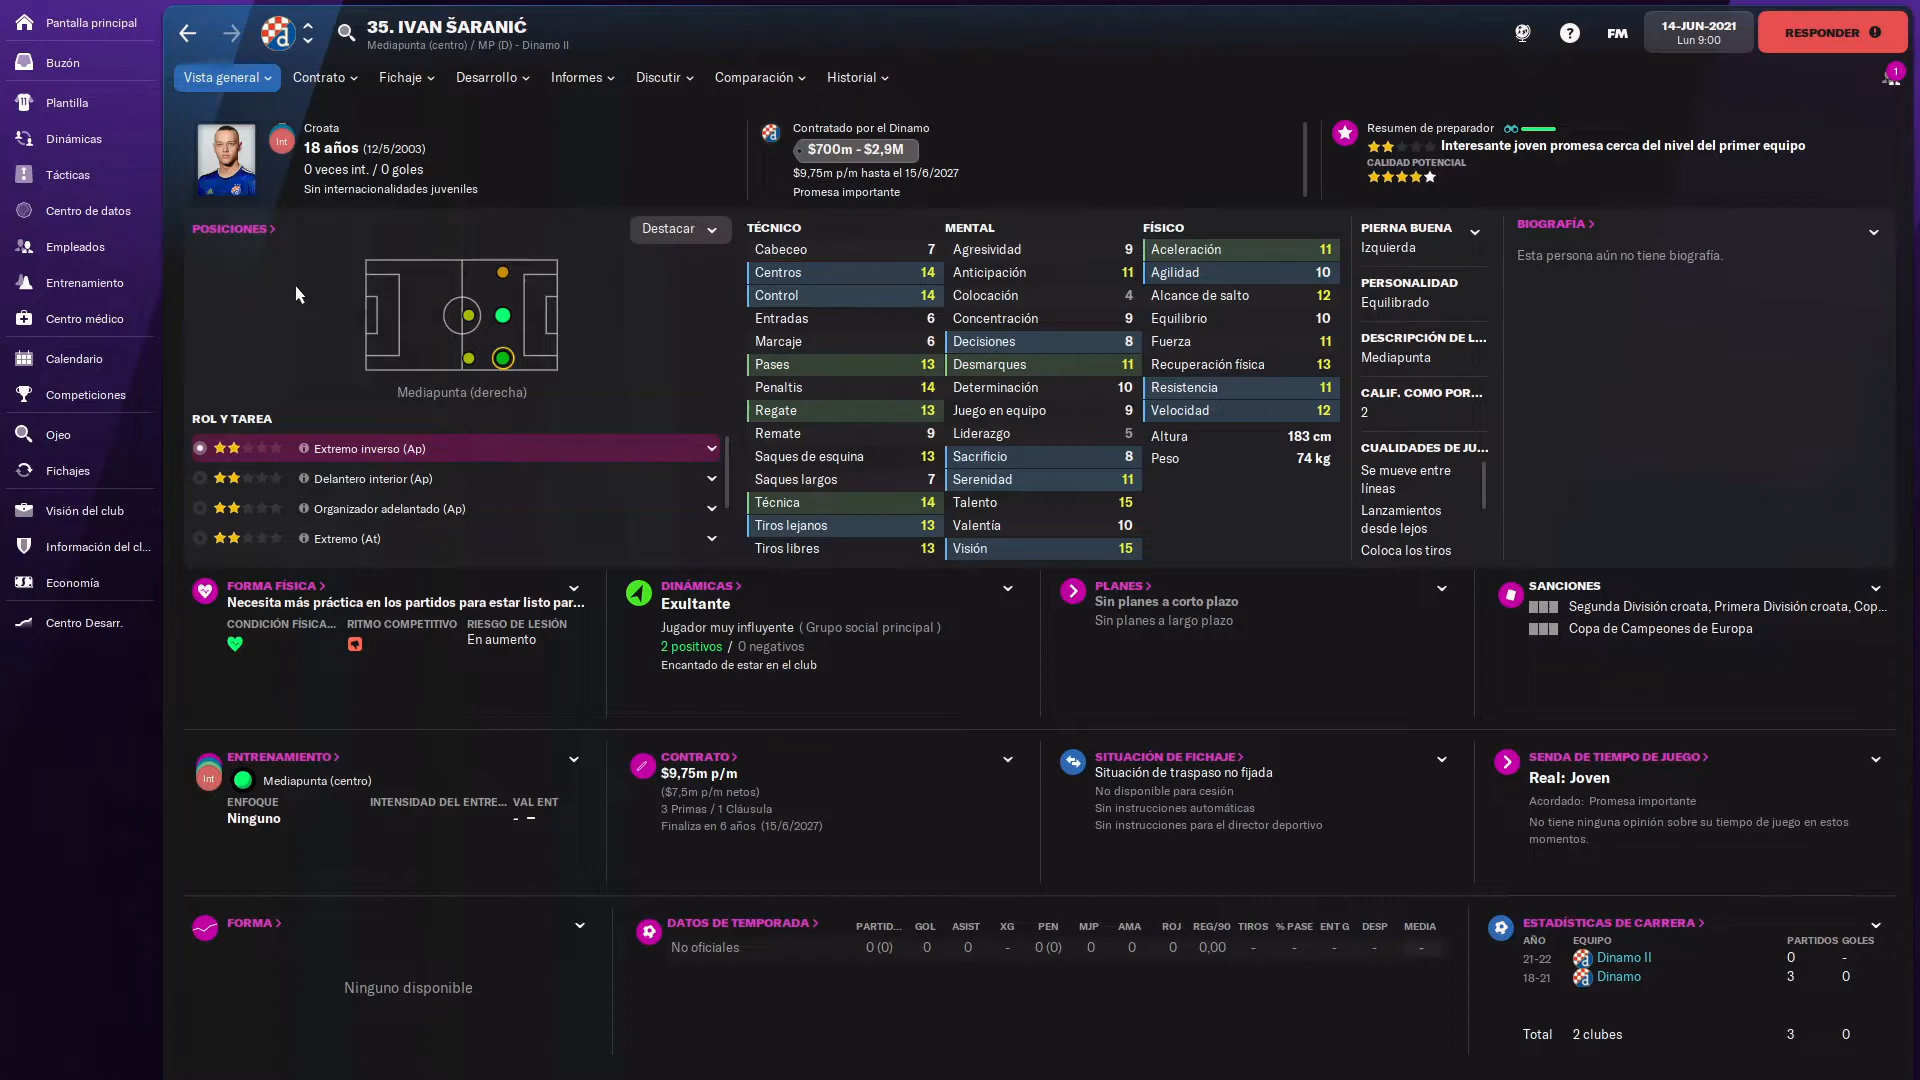 Pantalla principal
Buzón
Plantilla
Dinámicas
Tácticas
Centro de datos
Empleados
Entrenamiento
Centro médico
Calendario
Competiciones
Ojeo
Fichajes
Visión del club
Información del cl...
Economía
Centro Desarr.
35. IVAN ŠARANIĆ
Mediapunta (centro) / MP (D) - Dinamo II
FM
14-JUN-2021
Lun 9:00
RESPONDER
Vista general Contrato Fichaje Desarrollo Informes Discutir Comparación Historial
1
Int
Croata
18 años (12/5/2003)
0 veces int. / 0 goles
Sin internacionalidades juveniles
Contratado por el Dinamo
$700m - $2,9M
$9,75m p/m hasta el 15/6/2027
Promesa importante
Resumen de preparador
Interesante joven promesa cerca del nivel del primer equipo
CALIDAD POTENCIAL
POSICIONES >
Destacar
Mediapunta (derecha)
ROL Y TAREA
Extremo inverso (Ap)
Delantero interior (Ap)
Organizador adelantado (Ap)
Extremo (At)
TÉCNICO
Cabeceo 7
Centros 14
Control 14
Entradas 6
Marcaje 6
Pases 13
Penaltis 14
Regate 13
Remate 9
Saques de esquina 13
Saques largos 7
Técnica 14
Tiros lejanos 13
Tiros libres 13
MENTAL
Agresividad 9
Anticipación 11
Colocación 4
Concentración 9
Decisiones 8
Desmarques 11
Determinación 10
Juego en equipo 9
Liderazgo 5
Sacrificio 8
Serenidad 11
Talento 15
Valentía 10
Visión 15
FÍSICO
Aceleración 11
Agilidad 10
Alcance de salto 12
Equilibrio 10
Fuerza 11
Recuperación física 13
Resistencia 11
Velocidad 12
Altura 183 cm
Peso 74 kg
PIERNA BUENA
Izquierda
PERSONALIDAD
Equilibrado
DESCRIPCIÓN DE L...
Mediapunta
CALIF. COMO POR...
2
CUALIDADES DE JU...
Se mueve entre
líneas
Lanzamientos
desde lejos
Coloca los tiros
BIOGRAFÍA >
Esta persona aún no tiene biografía.
FORMA FÍSICA >
Necesita más práctica en los partidos para estar listo par...
CONDICIÓN FÍSICA... RITMO COMPETITIVO RIESGO DE LESIÓN
En aumento
DINÁMICAS >
Exultante
Jugador muy influyente ( Grupo social principal )
2 positivos / 0 negativos
Encantado de estar en el club
PLANES >
Sin planes a corto plazo
Sin planes a largo plazo
SANCIONES
Segunda División croata, Primera División croata, Cop...
Copa de Campeones de Europa
ENTRENAMIENTO >
Int
Mediapunta (centro)
ENFOQUE INTENSIDAD DEL ENTRE... VAL ENT
Ninguno - –
CONTRATO >
$9,75m p/m
($7,5m p/m netos)
3 Primas / 1 Cláusula
Finaliza en 6 años (15/6/2027)
SITUACIÓN DE FICHAJE >
Situación de traspaso no fijada
No disponible para cesión
Sin instrucciones automáticas
Sin instrucciones para el director deportivo
SENDA DE TIEMPO DE JUEGO >
Real: Joven
Acordado: Promesa importante
No tiene ninguna opinión sobre su tiempo de juego en estos
momentos.
FORMA >
Ninguno disponible
DATOS DE TEMPORADA > PARTID... GOL ASIST XG PEN MJP AMA ROJ REG/90 TIROS % PASE ENT G DESP MEDIA
No oficiales 0 (0) 0 0 - 0 (0) 0 0 0 0,00 - - - - -
ESTADÍSTICAS DE CARRERA >
AÑO EQUIPO PARTIDOS GOLES
21-22 Dinamo II 0 -
18-21 Dinamo 3 0
Total 2 clubes 3 0